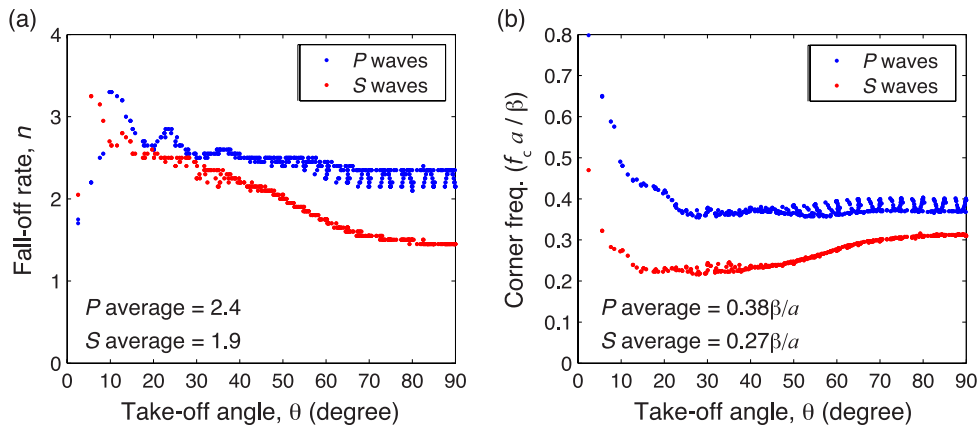 (a)
4
3
2
1
0
Fall-off rate, n
P waves
S waves
P average = 2.4
S average = 1.9
0 10 20 30 40 50 60 70 80 90
Take-off angle, θ (degree)
(b)
0.8
0.7
0.6
0.5
0.4
0.3
0.2
0.1
0
Corner freq. (f_c a / β)
P waves
S waves
P average = 0.38β/a
S average = 0.27β/a
0 10 20 30 40 50 60 70 80 90
Take-off angle, θ (degree)